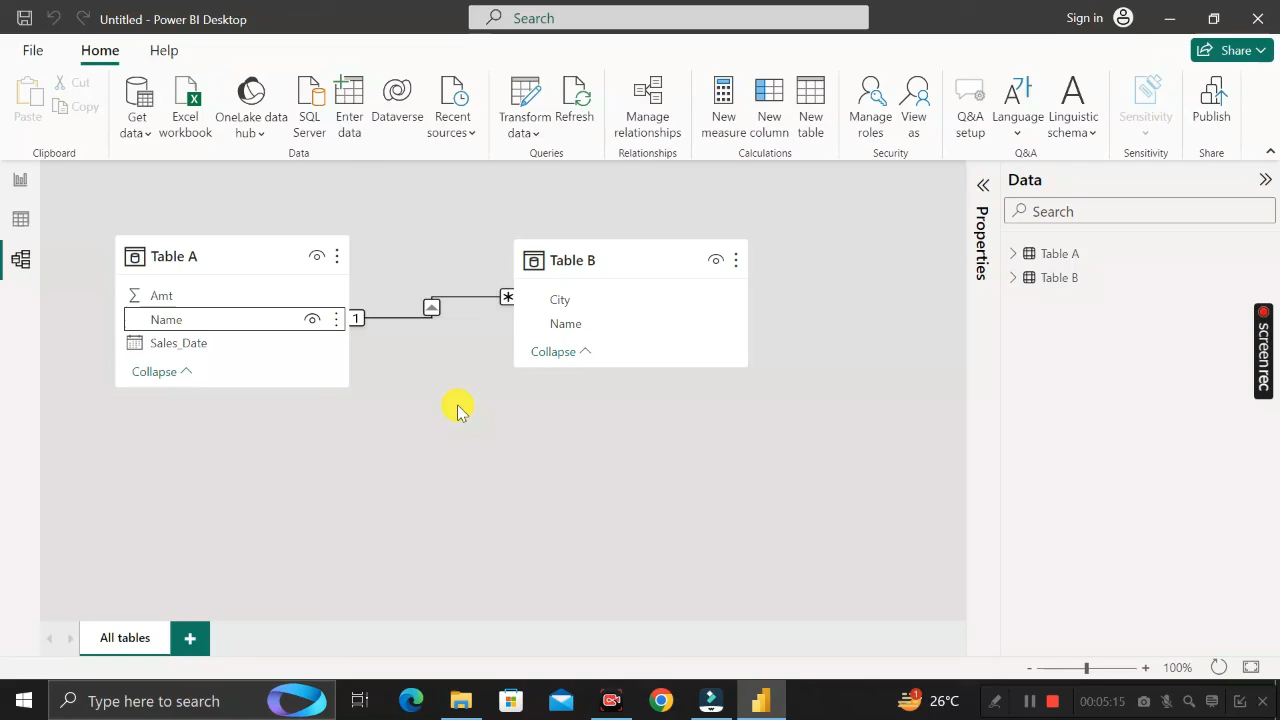 Untitled - Power BI Desktop
Search
Sign in
File
Home
Help
Share
Paste
Cut
Copy
Get data
Excel workbook
OneLake data hub
SQL Server
Enter data
Dataverse
Recent sources
Transform data
Refresh
Manage relationships
New measure
New column
New table
Manage roles
View as
Q&A setup
Language
Linguistic schema
Sensitivity
Publish
Clipboard
Data
Queries
Relationships
Calculations
Security
Q&A
Sensitivity
Share
Table A
Amt
Name
Sales_Date
Collapse
1
*
Table B
City
Name
Collapse
Properties
Data
Search
Table A
Table B
screenrec
All tables
- + 100%
Type here to search
1
26°C
00:05:15